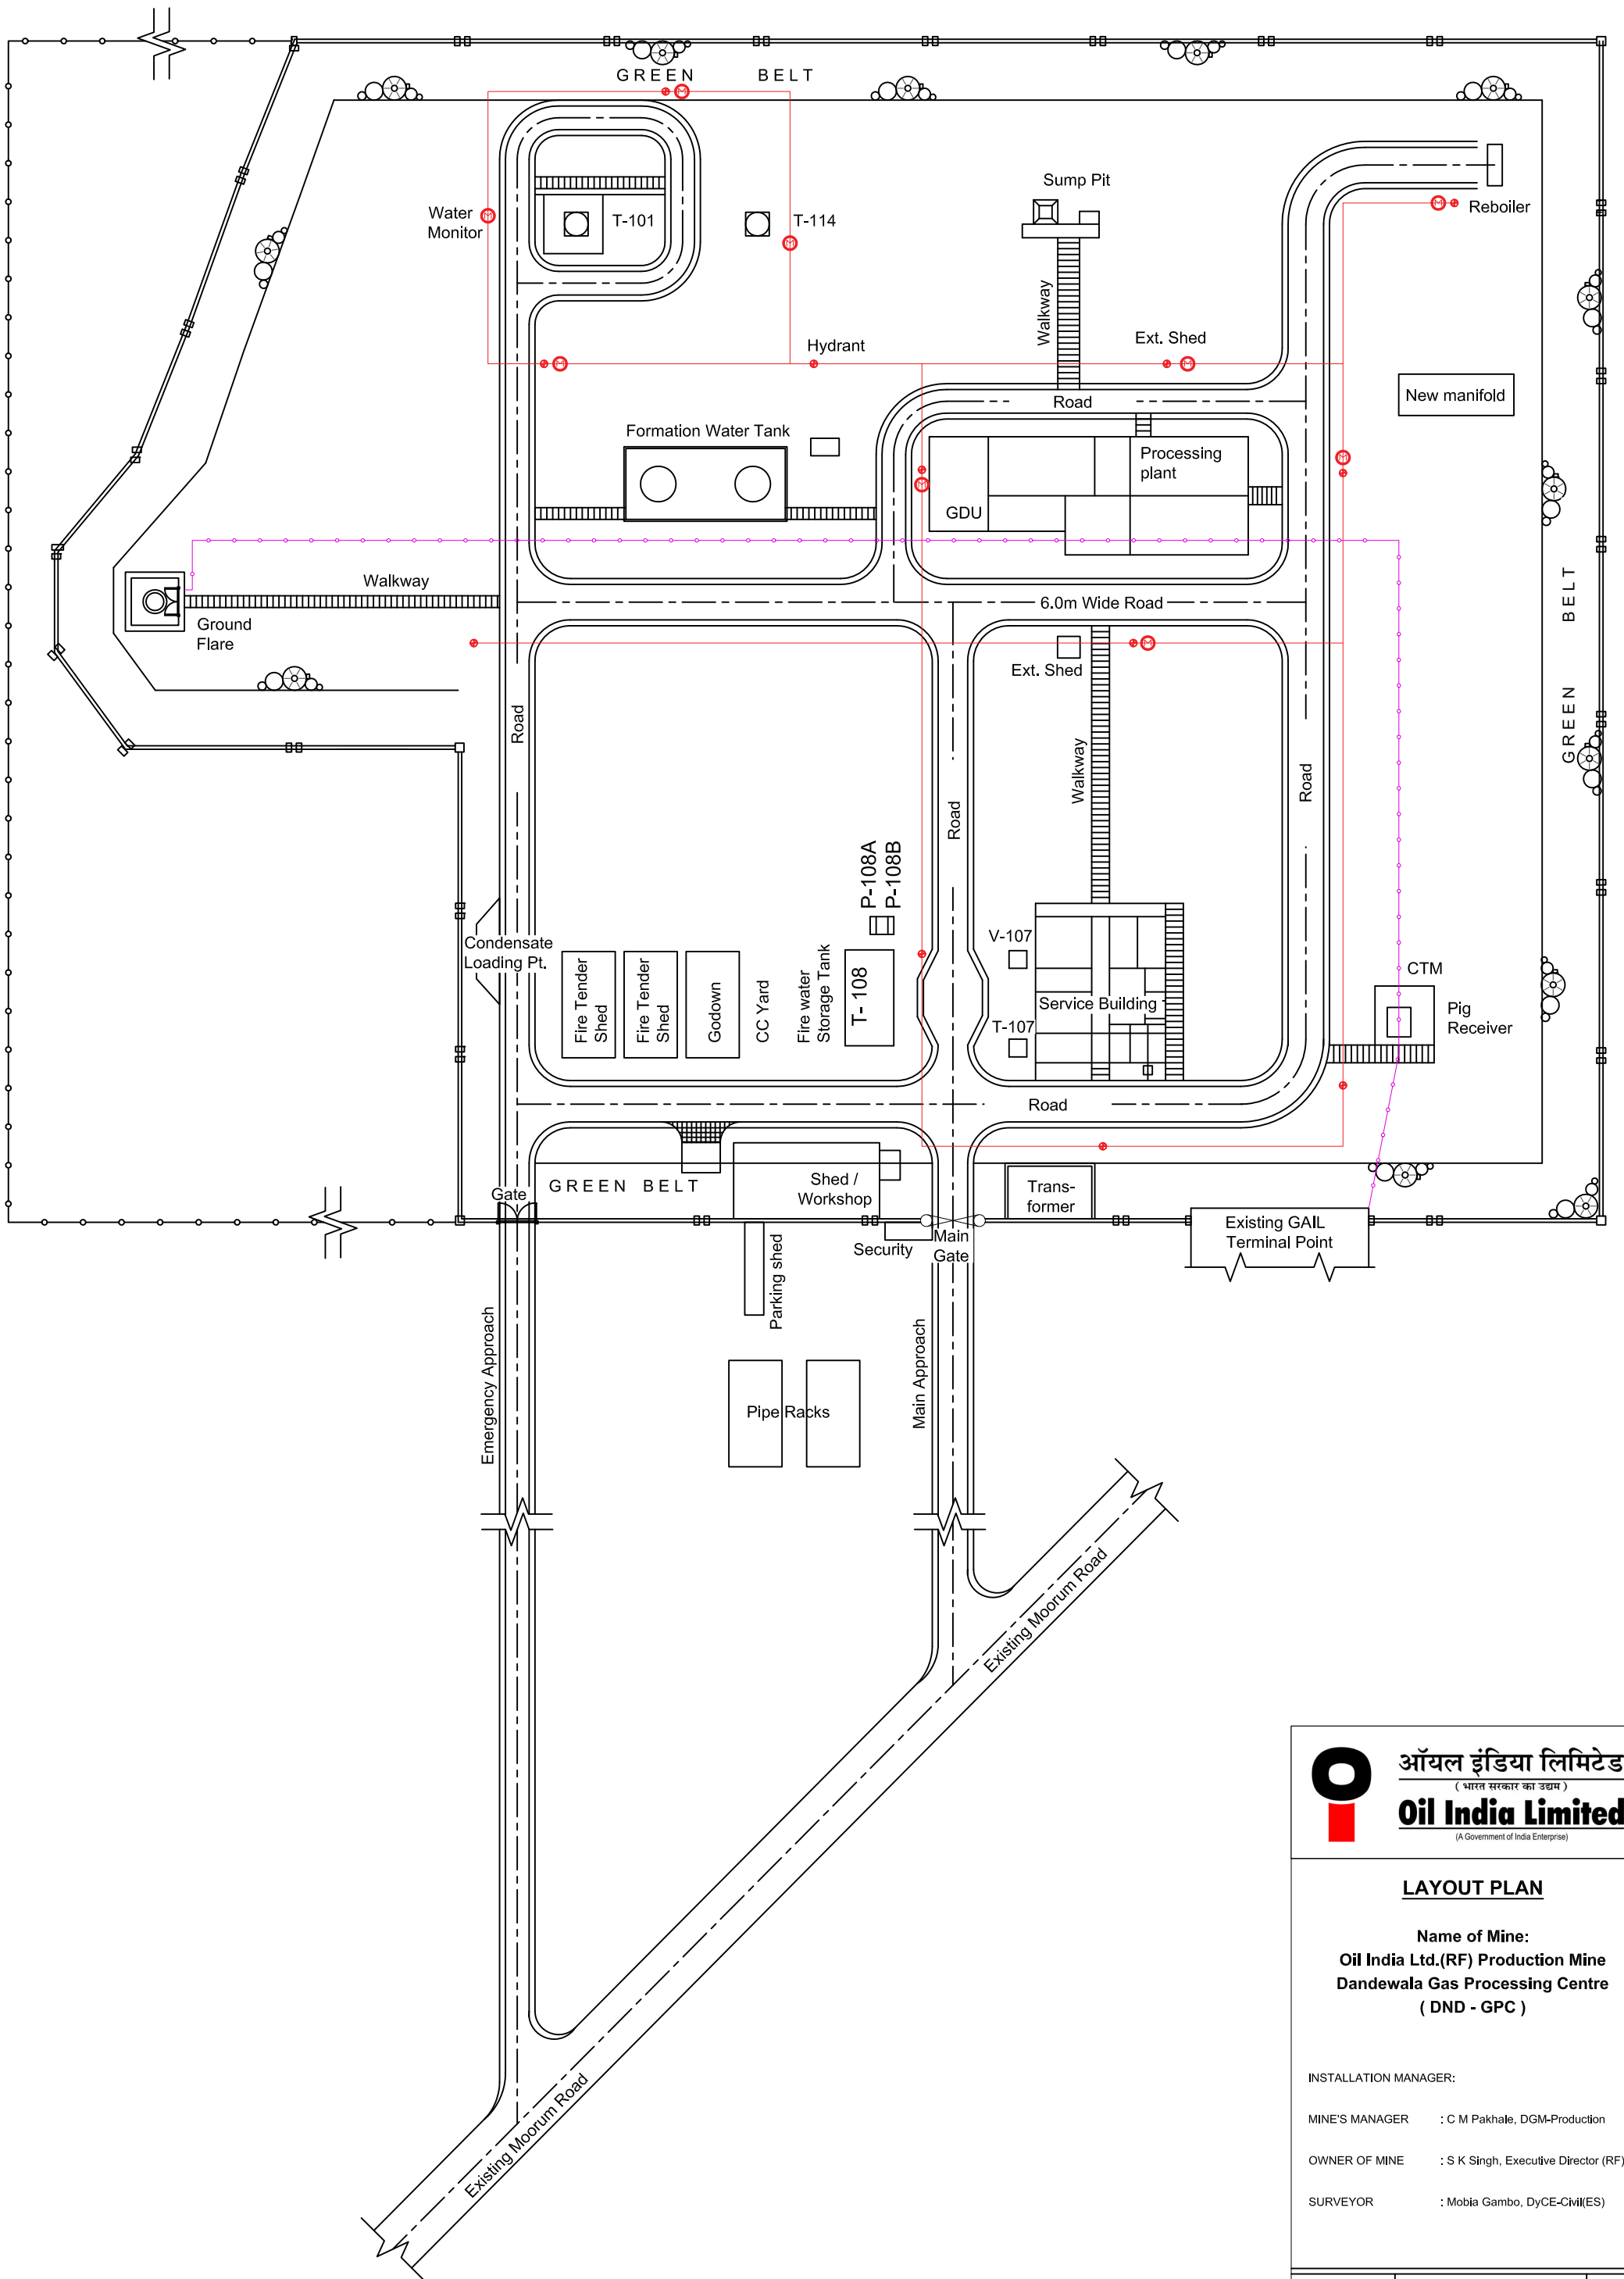 GREEN BELT
Sump Pit
Water
Monitor
T-101
T-114
M
M
M
M
Reboiler
Walkway
Hydrant
Ext. Shed
M
M
New manifold
Road
Formation Water Tank
Processing
plant
M
M
GDU
Walkway
6.0m Wide Road
GREEN BELT
Ground
Flare
M
Ext. Shed
Road
Road
Walkway
Road
P-108A
P-108B
Condensate
Loading Pt.
Fire Tender
Shed
Fire Tender
Shed
Godown
CC Yard
Fire water
Storage Tank
T- 108
V-107
Service Building
T-107
CTM
Pig
Receiver
Road
Gate
GREEN BELT
Shed /
Workshop
Trans-
former
Security
Main
Gate
Existing GAIL
Terminal Point
Parking shed
Emergency Approach
Main Approach
Pipe Racks
Existing Moorum Road
Existing Moorum Road
ऑयल इंडिया लिमिटेड
( भारत सरकार का उद्यम )
Oil India Limited
(A Government of India Enterprise)
LAYOUT PLAN
Name of Mine:
Oil India Ltd.(RF) Production Mine
Dandewala Gas Processing Centre
( DND - GPC )
INSTALLATION MANAGER:
MINE'S MANAGER : C M Pakhale, DGM-Production
OWNER OF MINE : S K Singh, Executive Director (RF)
SURVEYOR : Mobia Gambo, DyCE-Civil(ES)